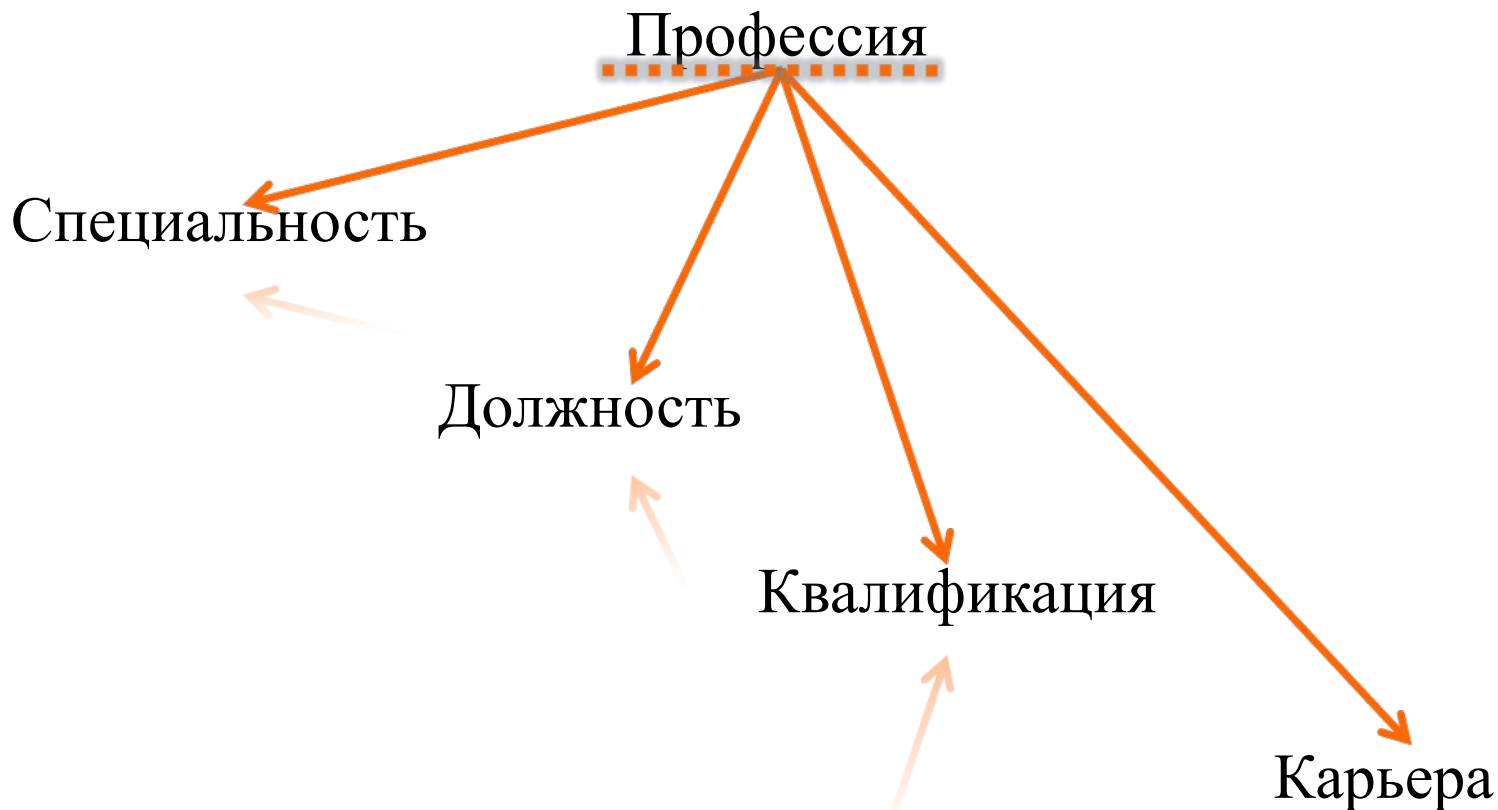 Профессия
Специальность
Должность
Квалификация
Карьера